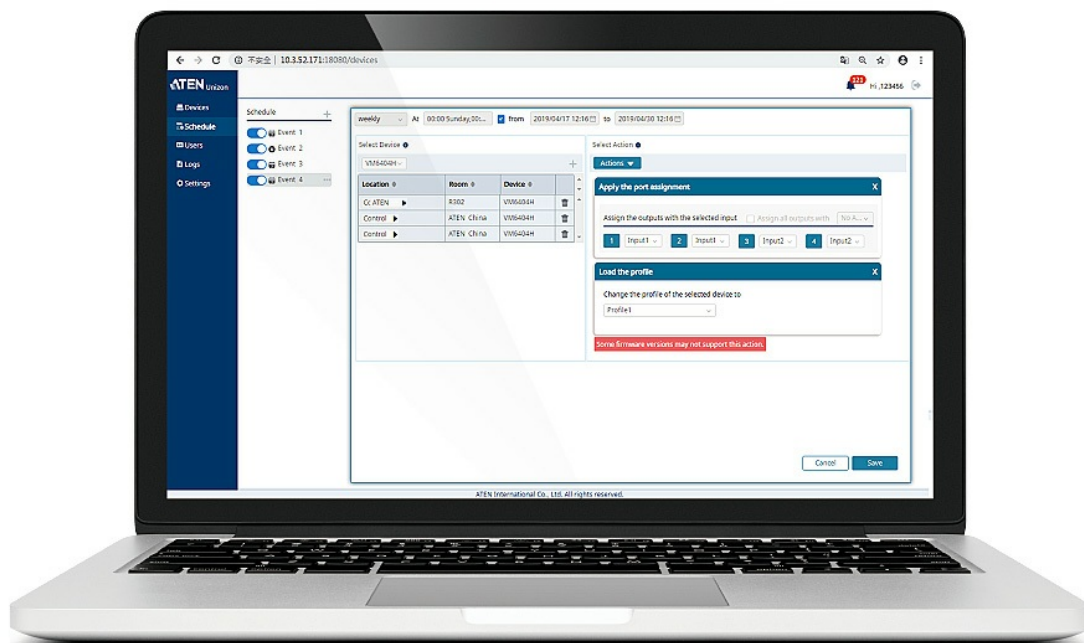 不安全 | 10.3.52.171:18080/devices
ATEN Unizon
121
Hi ,123456
Devices
Schedule
Users
Logs
Settings
Schedule
Event 1
Event 2
Event 3
Event 4
weekly At 00:00 Sunday,00:... from 2019/04/17 12:16 to 2019/04/30 12:16
Select Device
VM6404H
Location Room Device
Cc ATEN R302 VM6404H
Control ATEN China VM6404H
Control ATEN China VM6404H
Select Action
Actions
Apply the port assignment X
Assign the outputs with the selected input Assign all outputs with No A...
1 Input1 2 Input1 3 Input2 4 Input2
Load the profile X
Change the profile of the selected device to
Profile1
Some firmware versions may not support this action.
Cancel Save
ATEN International Co., Ltd. All rights reserved.